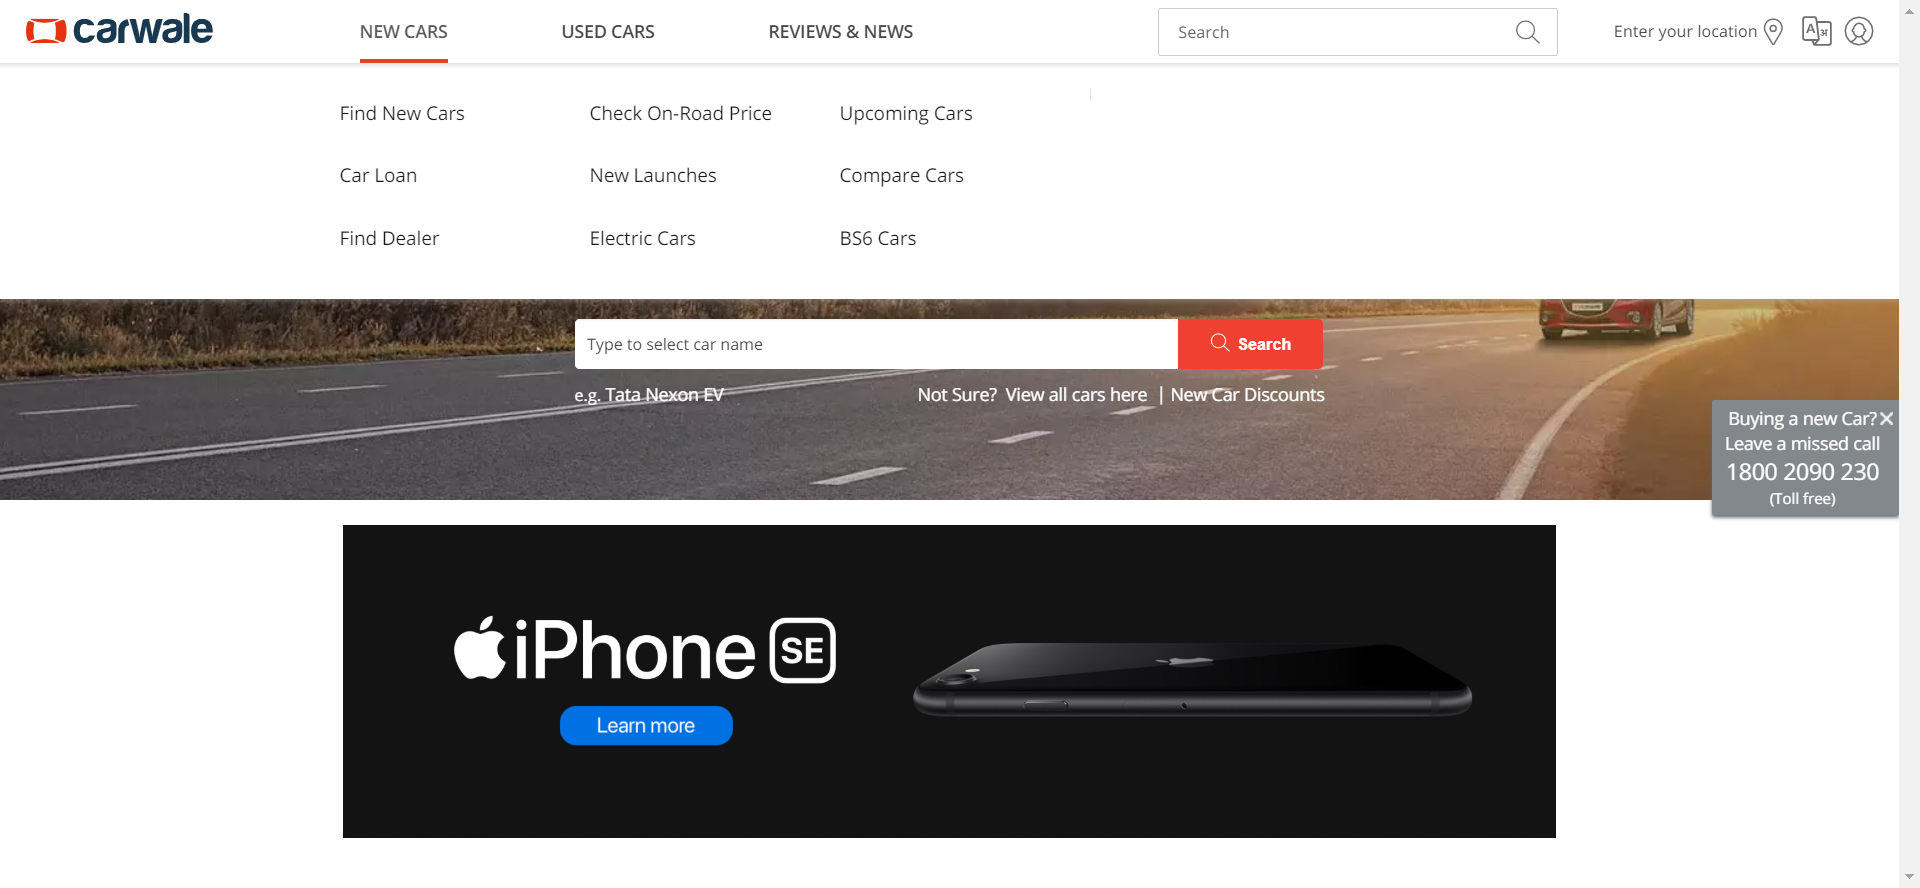 carwale
NEW CARS
USED CARS
REVIEWS & NEWS
Search
Enter your location
A अ
Find New Cars
Check On-Road Price
Upcoming Cars
Car Loan
New Launches
Compare Cars
Find Dealer
Electric Cars
BS6 Cars
Type to select car name
Search
e.g. Tata Nexon EV
Not Sure? View all cars here | New Car Discounts
Buying a new Car?
Leave a missed call
1800 2090 230
(Toll free)
iPhone SE
Learn more